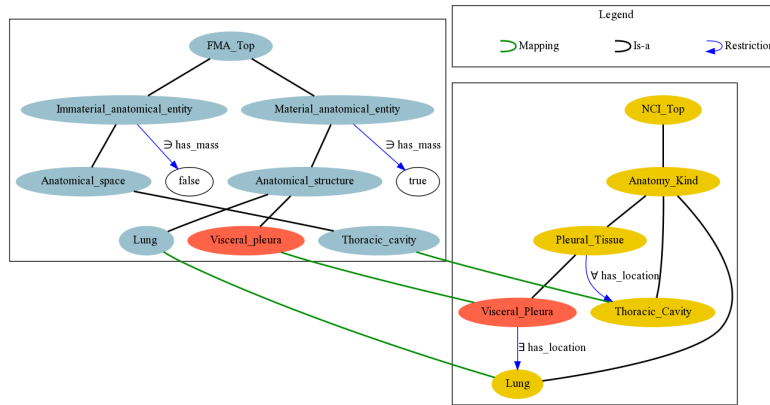 Legend
Mapping
Is-a
Restriction
FMA_Top
Immaterial_anatomical_entity
Material_anatomical_entity
∋ has_mass
∋ has_mass
Anatomical_space
false
Anatomical_structure
true
Lung
Visceral_pleura
Thoracic_cavity
NCI_Top
Anatomy_Kind
Pleural_Tissue
∀ has_location
Visceral_Pleura
Thoracic_Cavity
∃ has_location
Lung